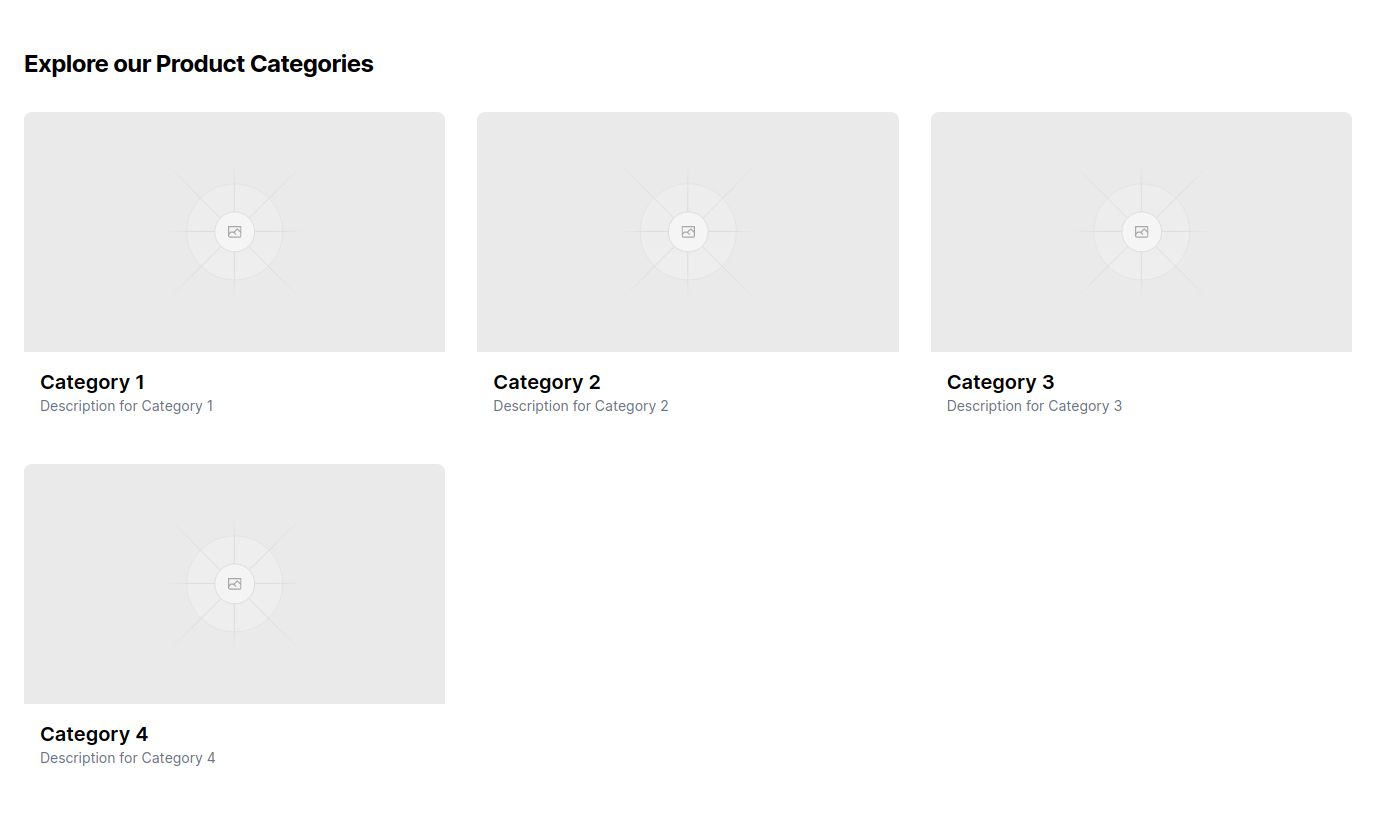 Explore our Product Categories
Category 1
Description for Category 1
Category 2
Description for Category 2
Category 3
Description for Category 3
Category 4
Description for Category 4